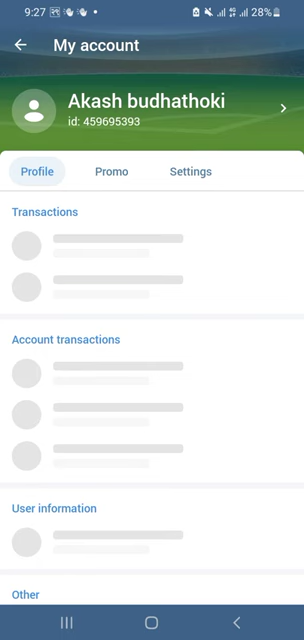 9:27 28%
My account
Akash budhathoki
id: 459695393
Profile Promo Settings
Transactions
Account transactions
User information
Other